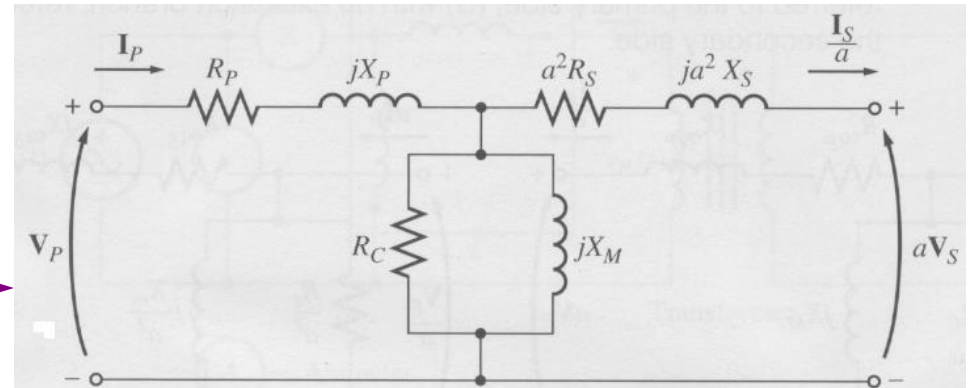 I_P
R_P
jX_P
a²R_S
ja² X_S
I_S/a
+
+
V_P
R_C
jX_M
aV_S
−
−